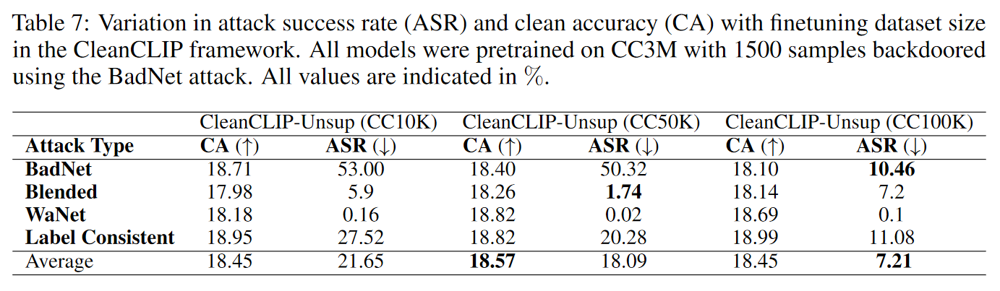 Table 7: Variation in attack success rate (ASR) and clean accuracy (CA) with finetuning dataset size
in the CleanCLIP framework. All models were pretrained on CC3M with 1500 samples backdoored
using the BadNet attack. All values are indicated in %.
CleanCLIP-Unsup (CC10K) CleanCLIP-Unsup (CC50K) CleanCLIP-Unsup (CC100K)
Attack Type CA (↑) ASR (↓) CA (↑) ASR (↓) CA (↑) ASR (↓)
BadNet 18.71 53.00 18.40 50.32 18.10 10.46
Blended 17.98 5.9 18.26 1.74 18.14 7.2
WaNet 18.18 0.16 18.82 0.02 18.69 0.1
Label Consistent 18.95 27.52 18.82 20.28 18.99 11.08
Average 18.45 21.65 18.57 18.09 18.45 7.21